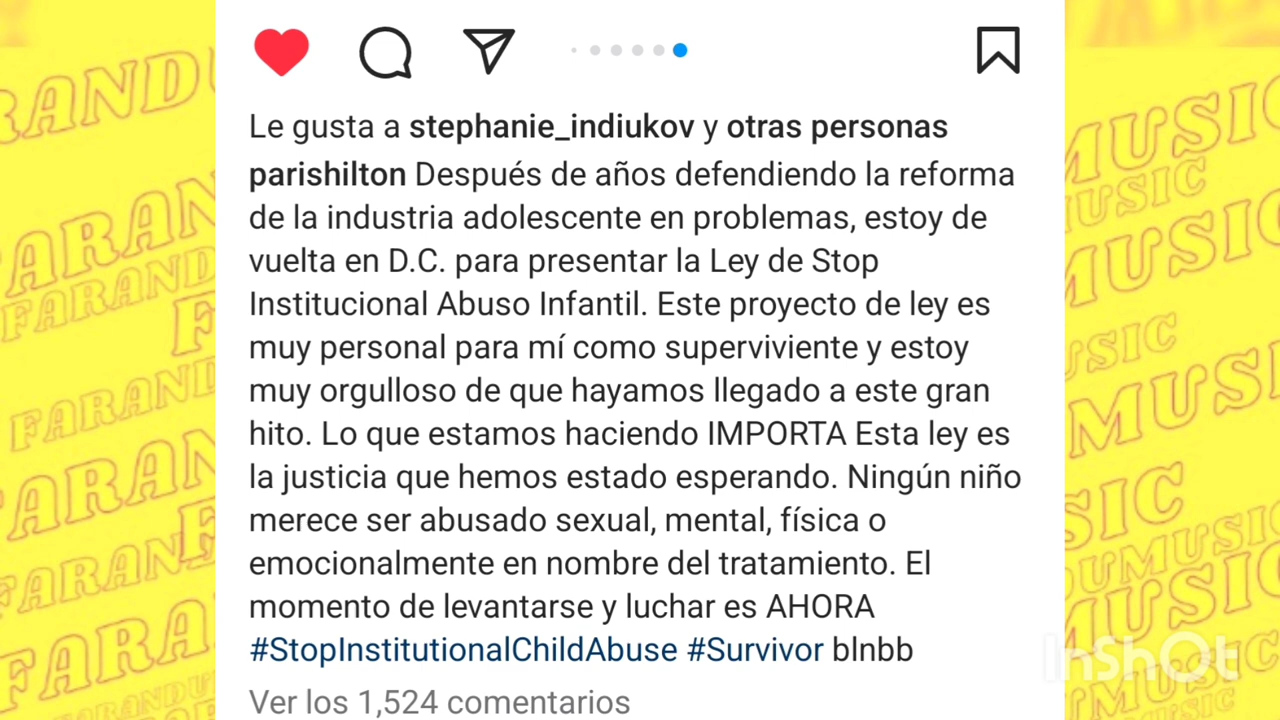 Le gusta a stephanie_indiukov y otras personas
parishilton Después de años defendiendo la reforma
de la industria adolescente en problemas, estoy de
vuelta en D.C. para presentar la Ley de Stop
Institucional Abuso Infantil. Este proyecto de ley es
muy personal para mí como superviviente y estoy
muy orgulloso de que hayamos llegado a este gran
hito. Lo que estamos haciendo IMPORTA Esta ley es
la justicia que hemos estado esperando. Ningún niño
merece ser abusado sexual, mental, física o
emocionalmente en nombre del tratamiento. El
momento de levantarse y luchar es AHORA
#StopInstitutionalChildAbuse #Survivor blnbb
Ver los 1,524 comentarios
InShOt